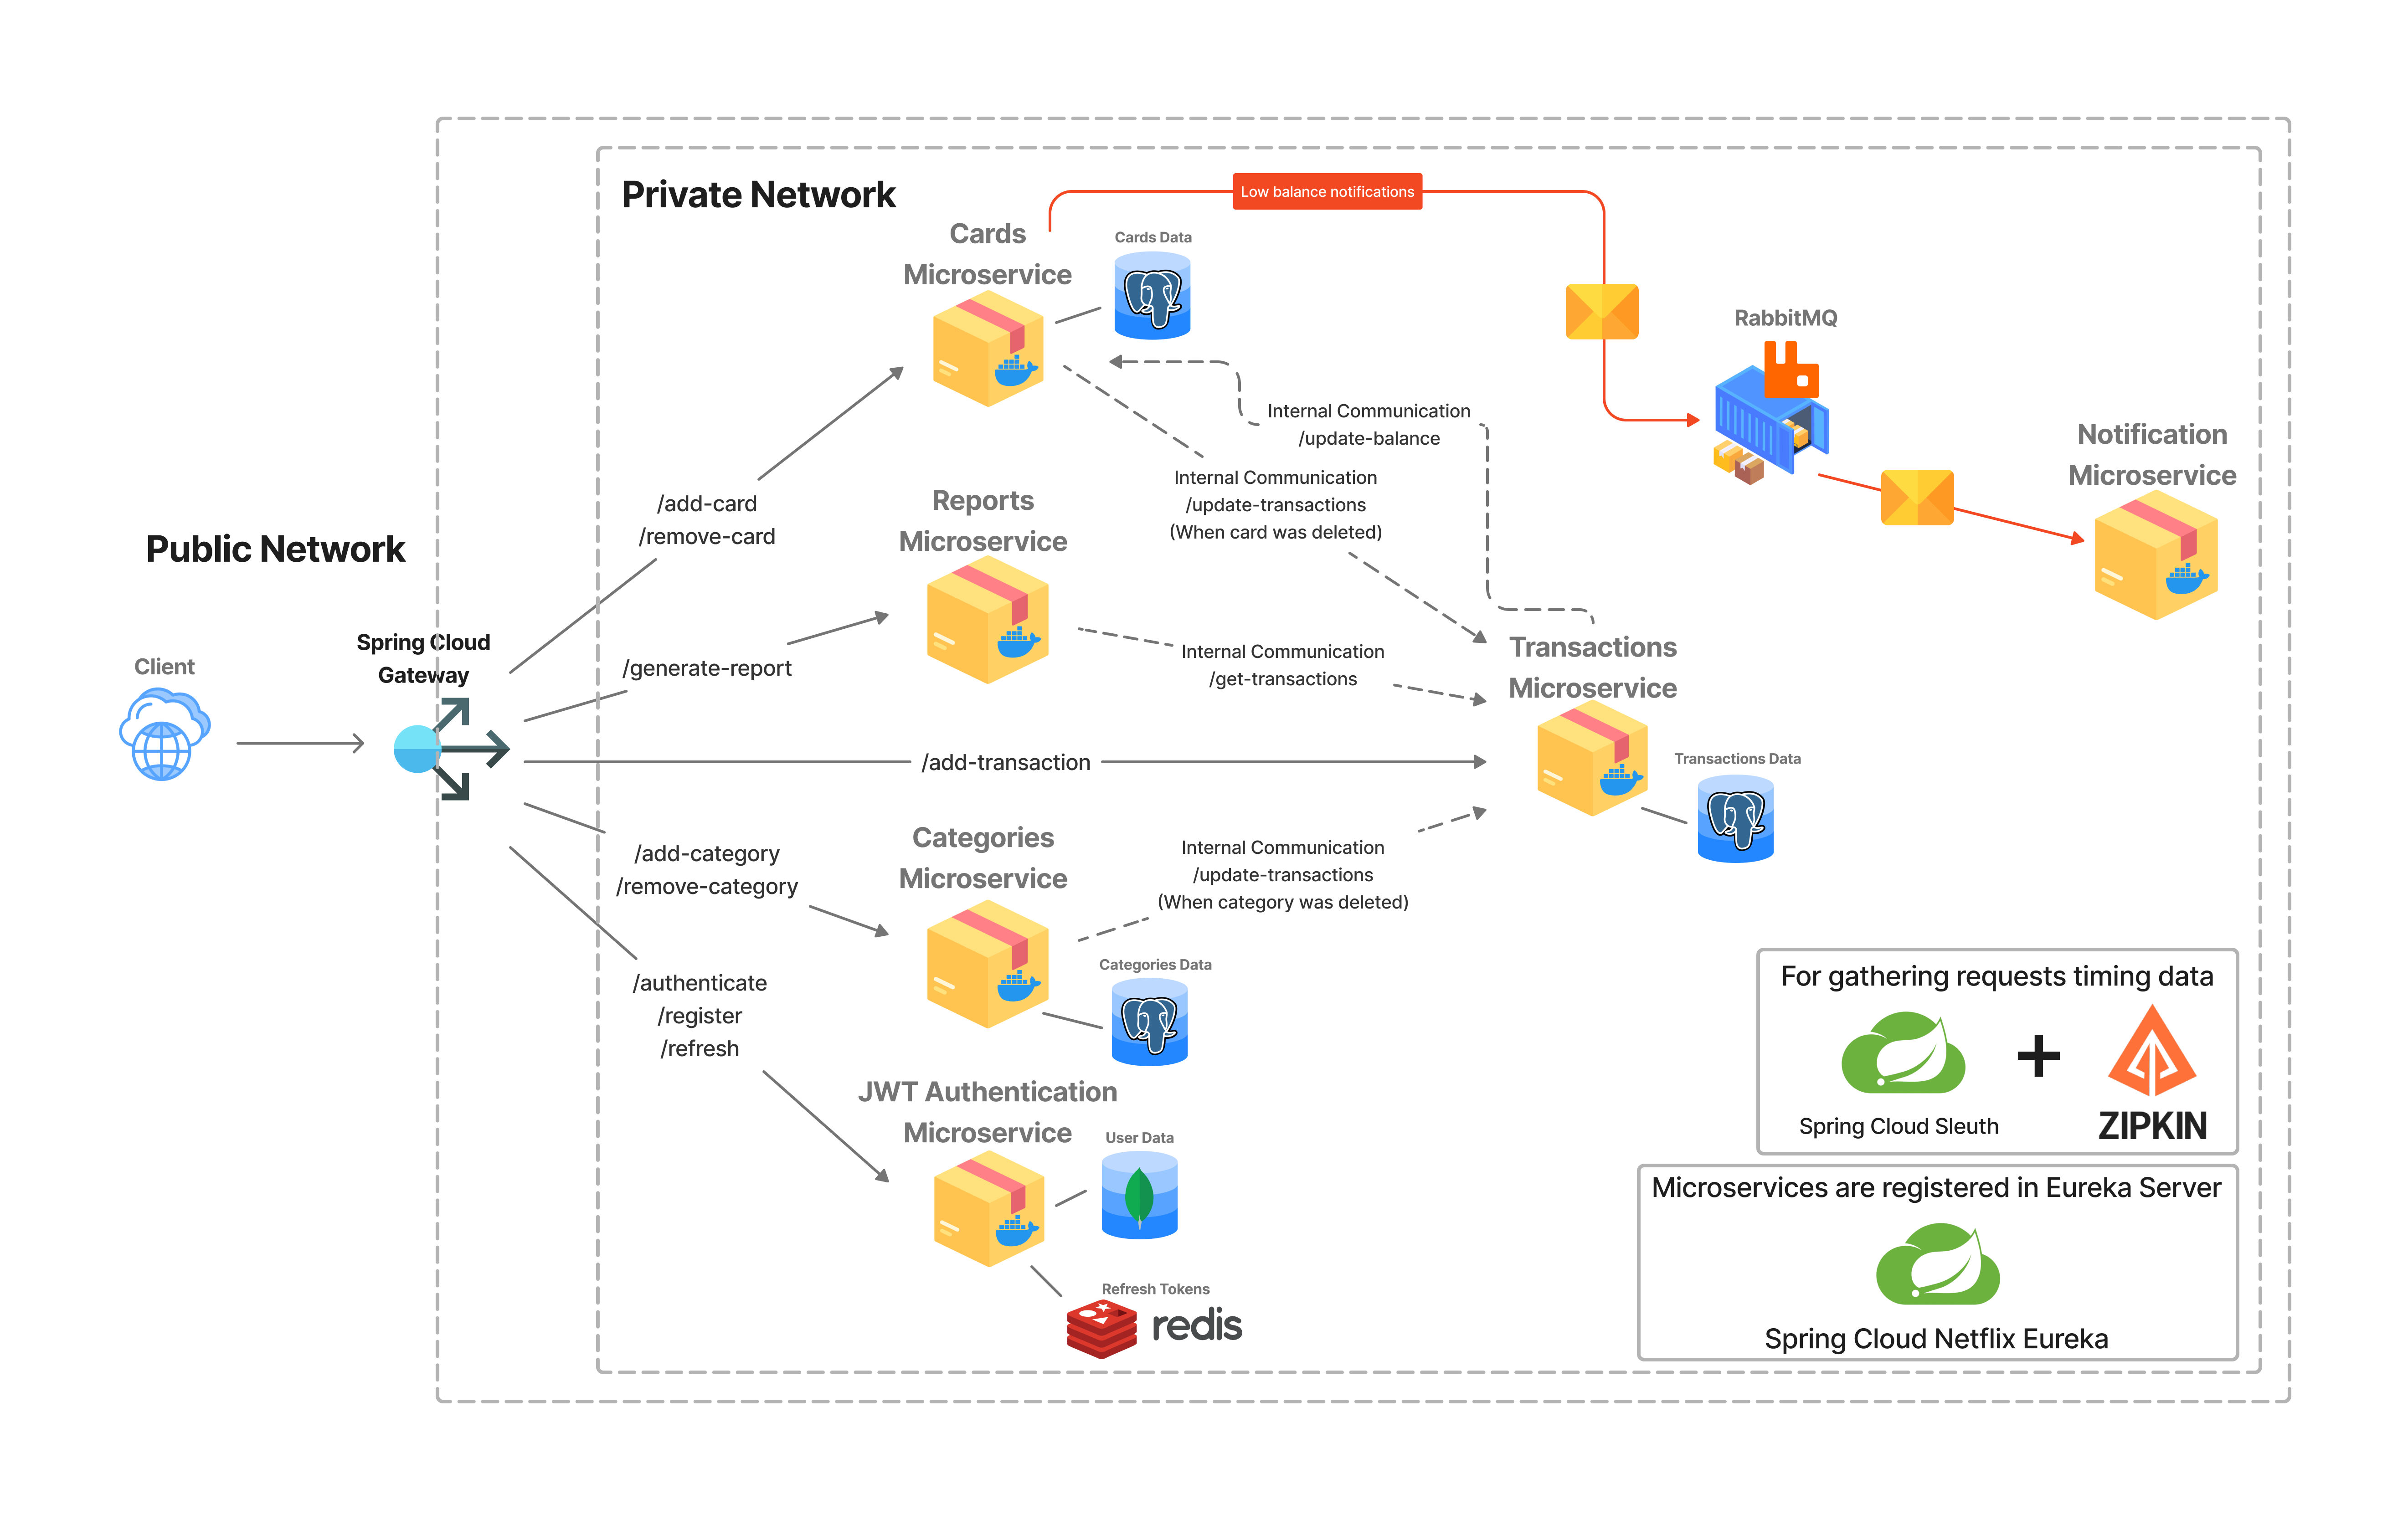 Private Network
Low balance notifications
Cards
Microservice
Cards Data
RabbitMQ
Internal Communication
/update-balance
Notification
Microservice
Internal Communication
/update-transactions
(When card was deleted)
/add-card
/remove-card
Reports
Microservice
Public Network
Spring Cloud
Gateway
Client
/generate-report
Internal Communication
/get-transactions
Transactions
Microservice
/add-transaction
Transactions Data
Categories
Microservice
/add-category
/remove-category
Internal Communication
/update-transactions
(When category was deleted)
Categories Data
/authenticate
/register
/refresh
JWT Authentication
Microservice
User Data
Refresh Tokens
redis
For gathering requests timing data
+
Spring Cloud Sleuth
ZIPKIN
Microservices are registered in Eureka Server
Spring Cloud Netflix Eureka